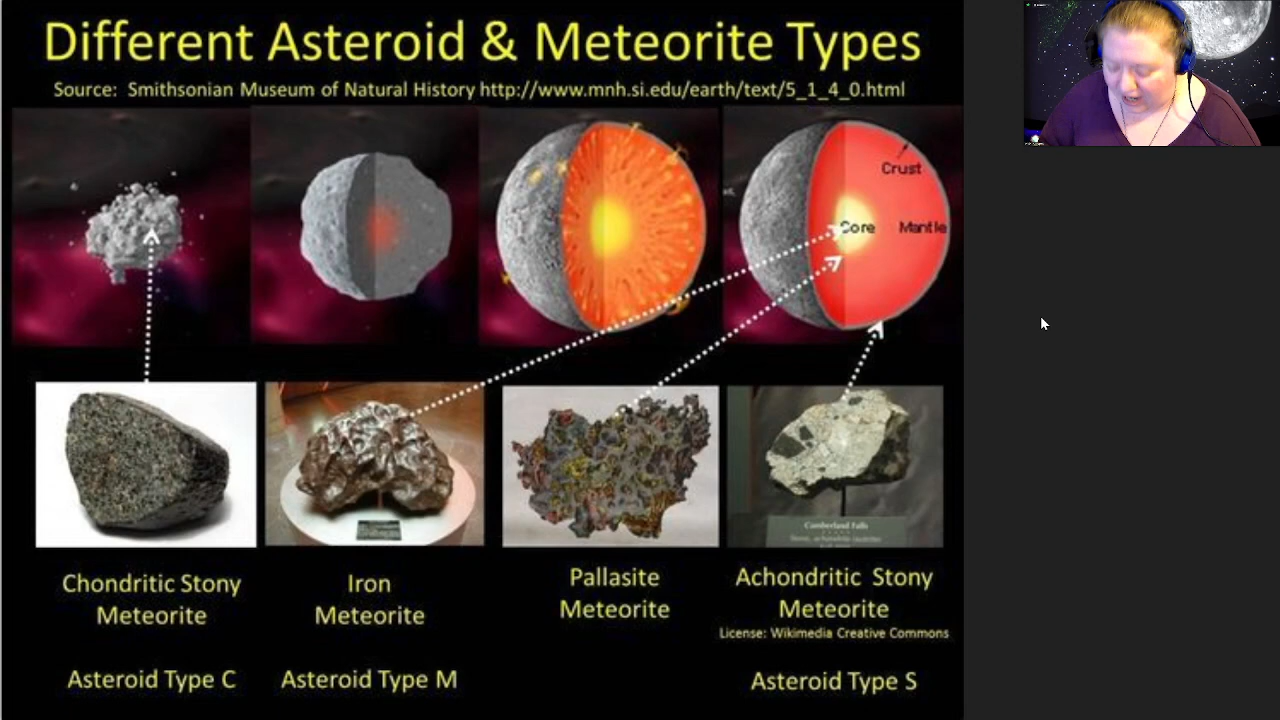 Different Asteroid & Meteorite Types
Source: Smithsonian Museum of Natural History http://www.mnh.si.edu/earth/text/5_1_4_0.html
Crust
Core
Mantle
Cumberland Falls
Chondritic Stony
Meteorite
Iron
Meteorite
Pallasite
Meteorite
Achondritic Stony
Meteorite
License: Wikimedia Creative Commons
Asteroid Type C
Asteroid Type M
Asteroid Type S